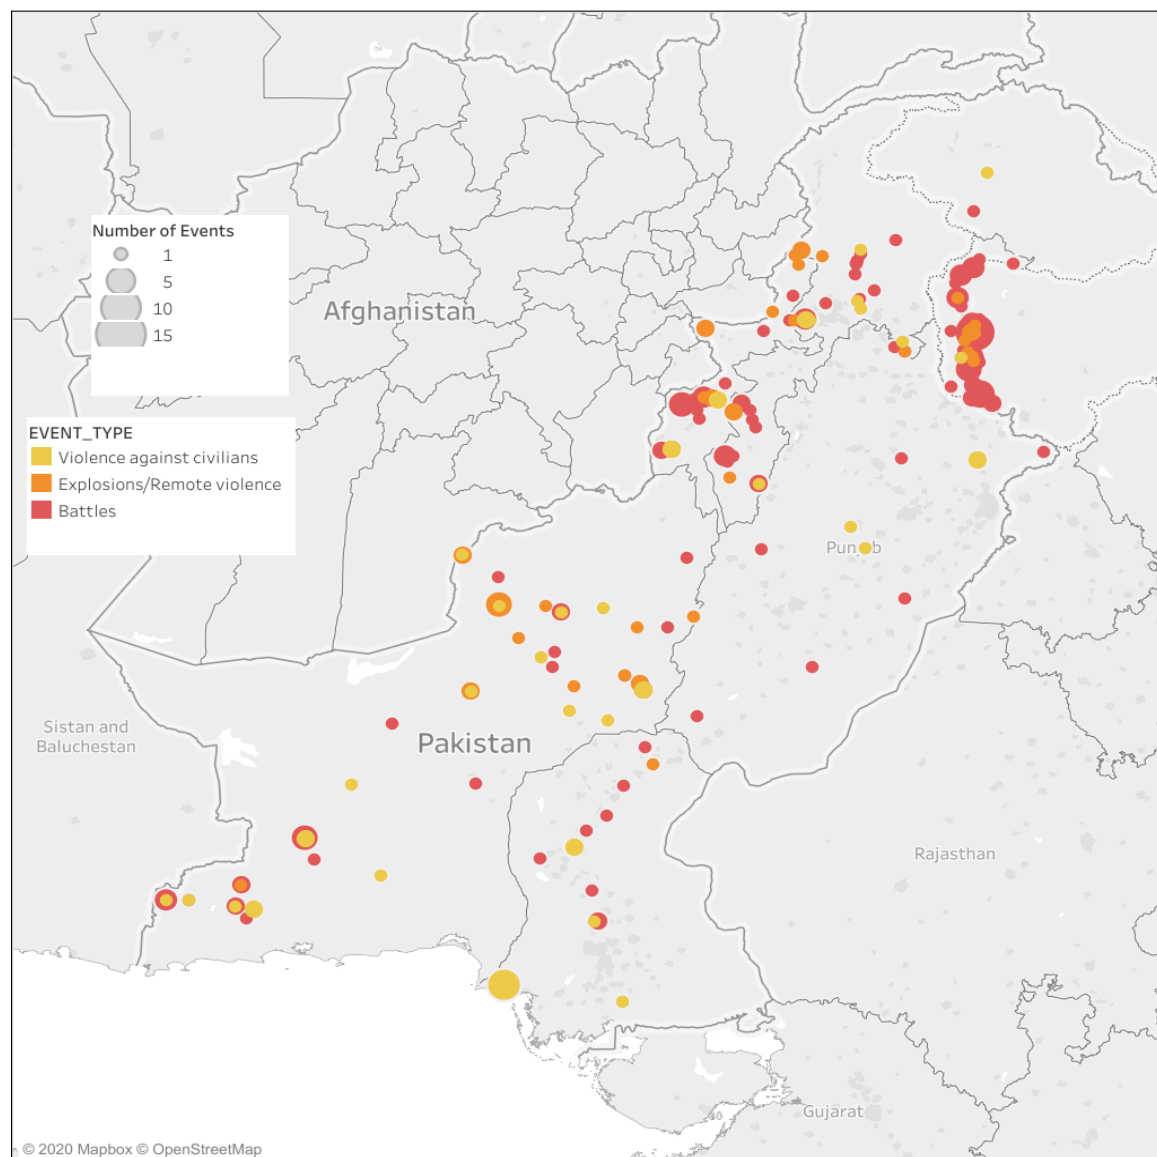 Number of Events
1
5
10
15
Afghanistan
EVENT_TYPE
Violence against civilians
Explosions/Remote violence
Battles
Punjab
Sistan and
Baluchestan
Pakistan
Rajasthan
Gujarat
© 2020 Mapbox © OpenStreetMap